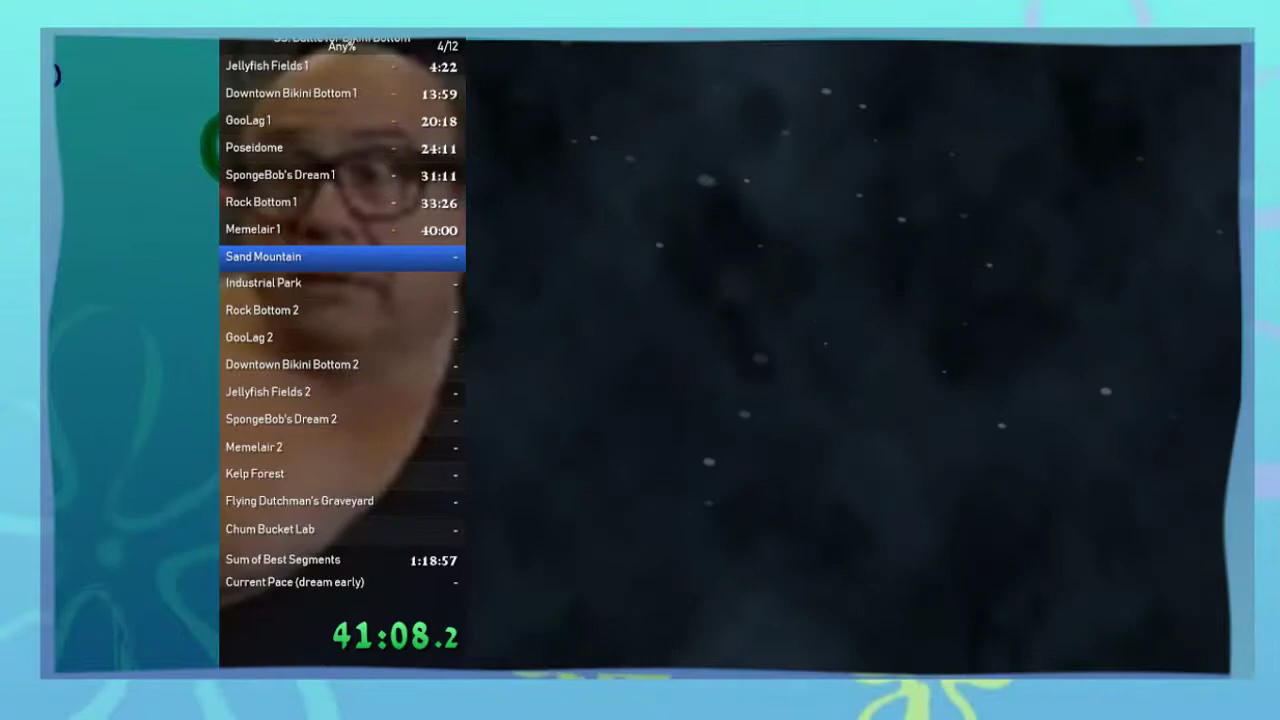 Any% 4/12
Jellyfish Fields 1 - 4:22
Downtown Bikini Bottom 1 - 13:59
GooLag 1 - 20:18
Poseidome - 24:11
SpongeBob's Dream 1 - 31:11
Rock Bottom 1 - 33:26
Memelair 1 - 40:00
Sand Mountain -
Industrial Park -
Rock Bottom 2 -
GooLag 2 -
Downtown Bikini Bottom 2 -
Jellyfish Fields 2 -
SpongeBob's Dream 2 -
Memelair 2 -
Kelp Forest -
Flying Dutchman's Graveyard -
Chum Bucket Lab -
Sum of Best Segments 1:18:57
Current Pace (dream early) -
41:08.2